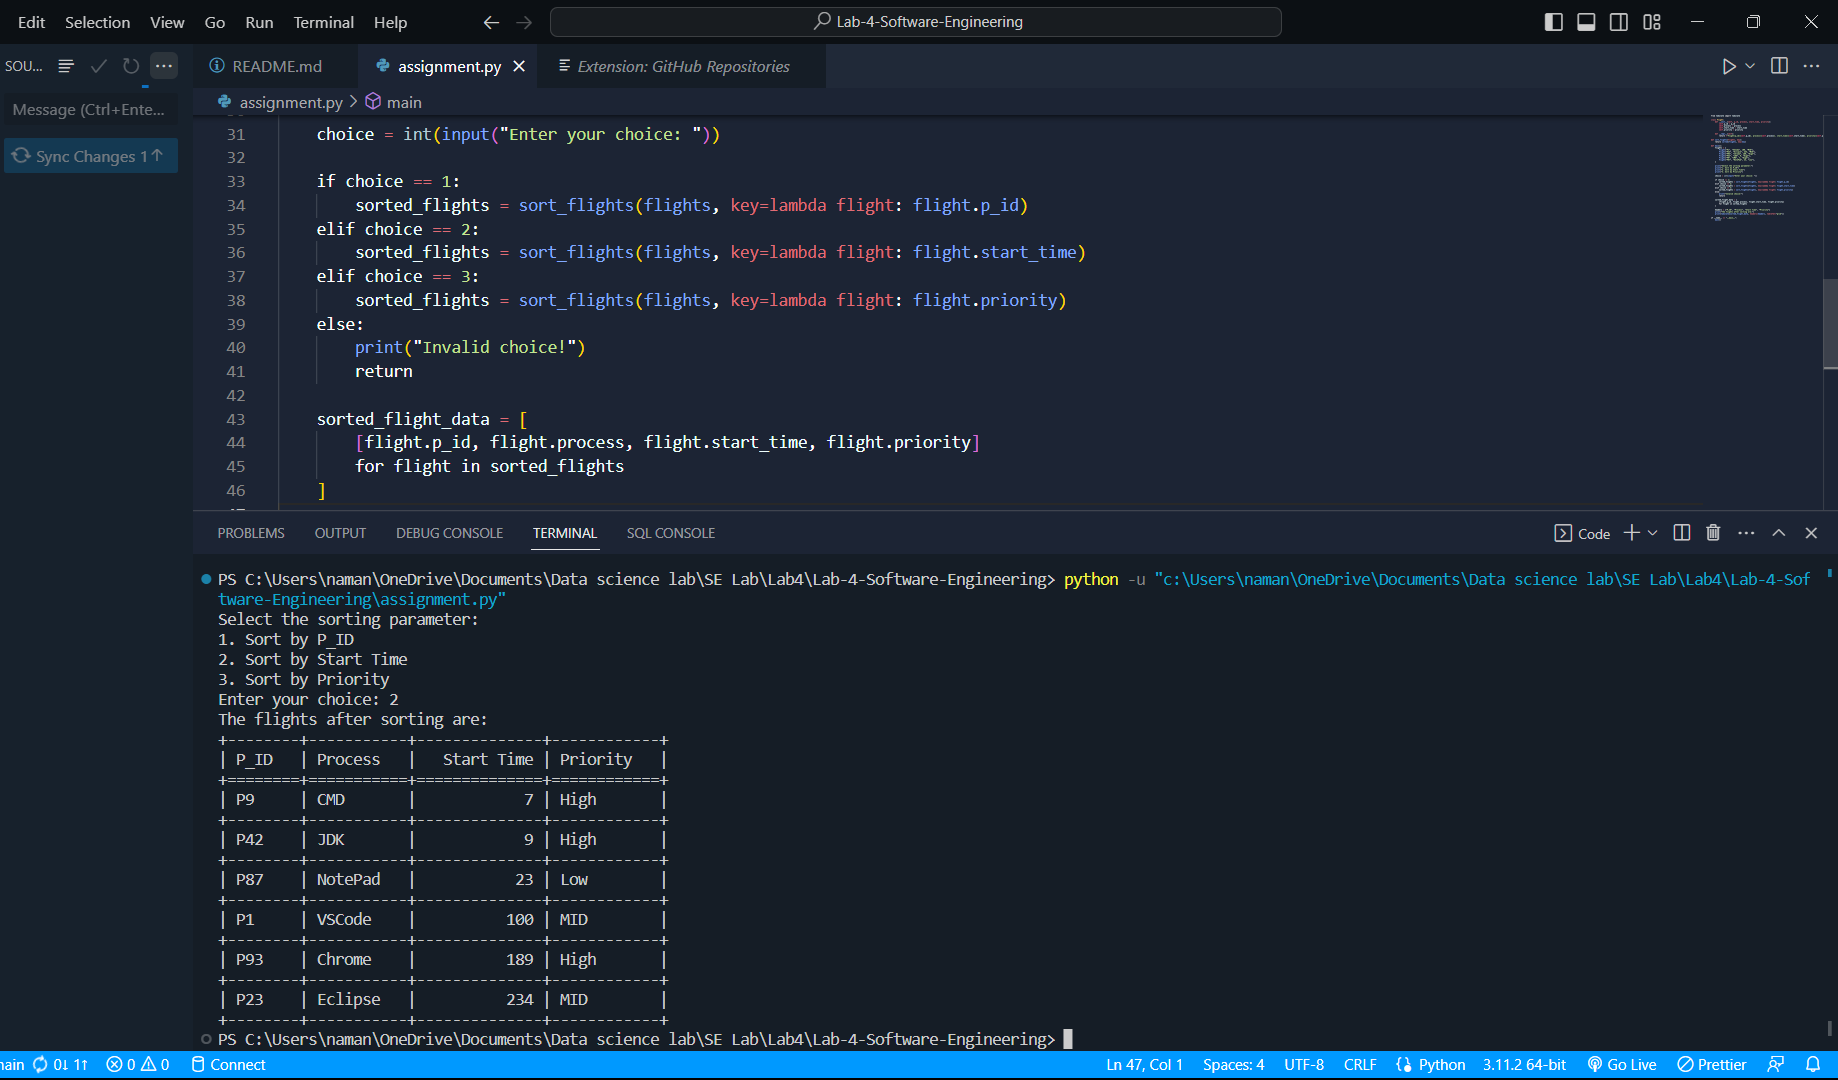 Edit Selection View Go Run Terminal Help
Lab-4-Software-Engineering
SOU...
README.md
assignment.py
Extension: GitHub Repositories
Message (Ctrl+Ente...
assignment.py > main
Sync Changes 1↑
31 choice = int(input("Enter your choice: "))
32
33 if choice == 1:
34 sorted_flights = sort_flights(flights, key=lambda flight: flight.p_id)
35 elif choice == 2:
36 sorted_flights = sort_flights(flights, key=lambda flight: flight.start_time)
37 elif choice == 3:
38 sorted_flights = sort_flights(flights, key=lambda flight: flight.priority)
39 else:
40 print("Invalid choice!")
41 return
42
43 sorted_flight_data = [
44 [flight.p_id, flight.process, flight.start_time, flight.priority]
45 for flight in sorted_flights
46 ]
PROBLEMS OUTPUT DEBUG CONSOLE TERMINAL SQL CONSOLE
Code
PS C:\Users\naman\OneDrive\Documents\Data science lab\SE Lab\Lab4\Lab-4-Software-Engineering> python -u "c:\Users\naman\OneDrive\Documents\Data science lab\SE Lab\Lab4\Lab-4-Sof
tware-Engineering\assignment.py"
Select the sorting parameter:
1. Sort by P_ID
2. Sort by Start Time
3. Sort by Priority
Enter your choice: 2
The flights after sorting are:
+--------+-----------+--------------+------------+
| P_ID | Process | Start Time | Priority |
+========+===========+==============+============+
| P9 | CMD | 7 | High |
+--------+-----------+--------------+------------+
| P42 | JDK | 9 | High |
+--------+-----------+--------------+------------+
| P87 | NotePad | 23 | Low |
+--------+-----------+--------------+------------+
| P1 | VSCode | 100 | MID |
+--------+-----------+--------------+------------+
| P93 | Chrome | 189 | High |
+--------+-----------+--------------+------------+
| P23 | Eclipse | 234 | MID |
+--------+-----------+--------------+------------+
PS C:\Users\naman\OneDrive\Documents\Data science lab\SE Lab\Lab4\Lab-4-Software-Engineering>
ain 0↓ 1↑ 0 0 Connect Ln 47, Col 1 Spaces: 4 UTF-8 CRLF Python 3.11.2 64-bit Go Live Prettier